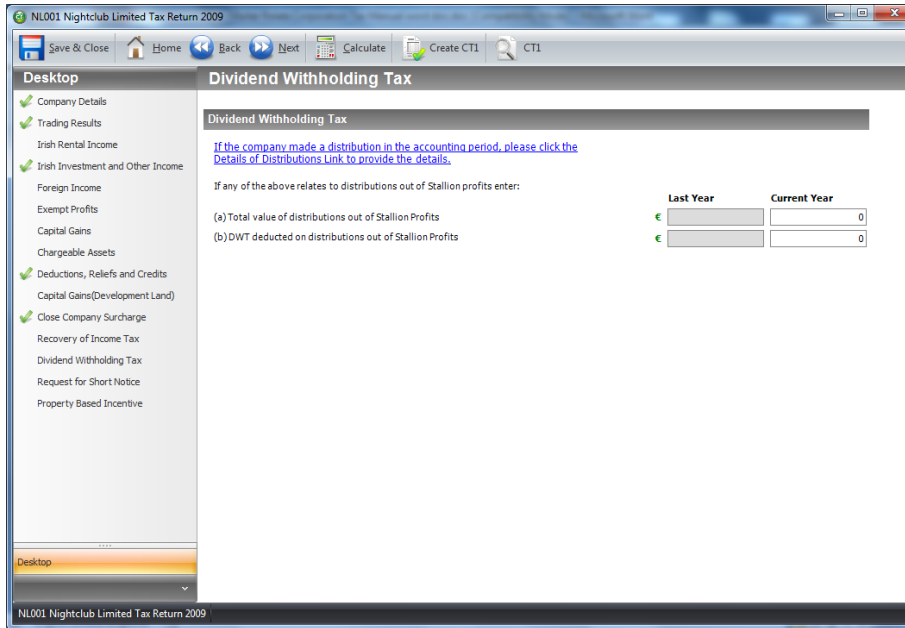 NL001 Nightclub Limited Tax Return 2009
Save & Close Home Back Next Calculate Create CT1 CT1
Desktop
Company Details
Trading Results
Irish Rental Income
Irish Investment and Other Income
Foreign Income
Exempt Profits
Capital Gains
Chargeable Assets
Deductions, Reliefs and Credits
Capital Gains(Development Land)
Close Company Surcharge
Recovery of Income Tax
Dividend Withholding Tax
Request for Short Notice
Property Based Incentive
Desktop
Dividend Withholding Tax
Dividend Withholding Tax
If the company made a distribution in the accounting period, please click the
Details of Distributions Link to provide the details.
If any of the above relates to distributions out of Stallion profits enter:
Last Year Current Year
(a) Total value of distributions out of Stallion Profits € 0
(b) DWT deducted on distributions out of Stallion Profits € 0
NL001 Nightclub Limited Tax Return 2009